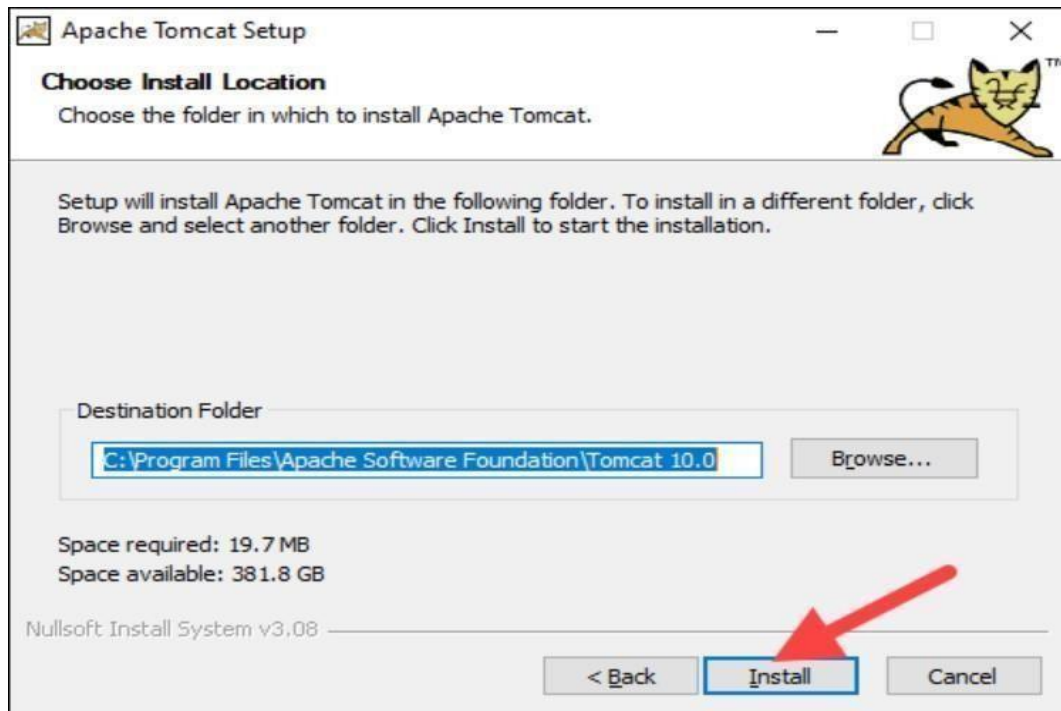 Apache Tomcat Setup
Choose Install Location
Choose the folder in which to install Apache Tomcat.
TM
Setup will install Apache Tomcat in the following folder. To install in a different folder, click
Browse and select another folder. Click Install to start the installation.
Destination Folder
C:\Program Files\Apache Software Foundation\Tomcat 10.0
Browse...
Space required: 19.7 MB
Space available: 381.8 GB
Nullsoft Install System v3.08
< Back
Install
Cancel